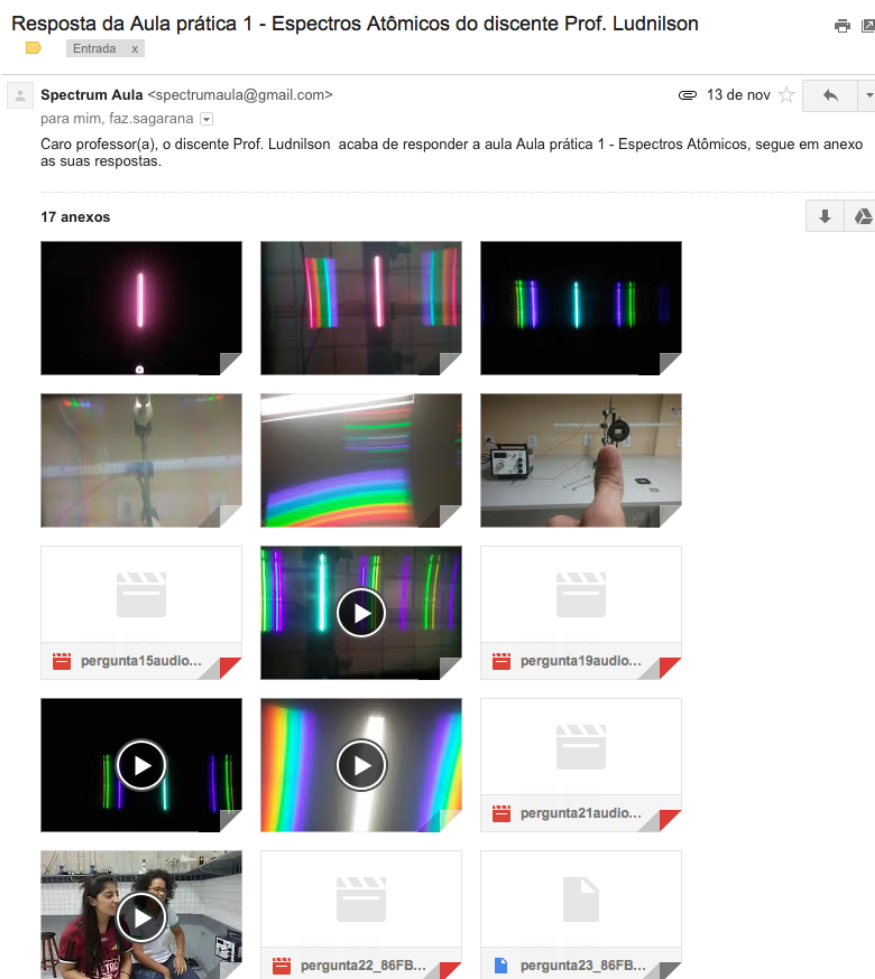 Resposta da Aula prática 1 - Espectros Atômicos do discente Prof. Ludnilson
Entrada x
Spectrum Aula <spectrumaula@gmail.com>
13 de nov
para mim, faz.sagarana
Caro professor(a), o discente Prof. Ludnilson acaba de responder a aula Aula prática 1 - Espectros Atômicos, segue em anexo
as suas respostas.
17 anexos
pergunta15audio...
pergunta19audio...
pergunta21audio...
pergunta22_86FB...
pergunta23_86FB...